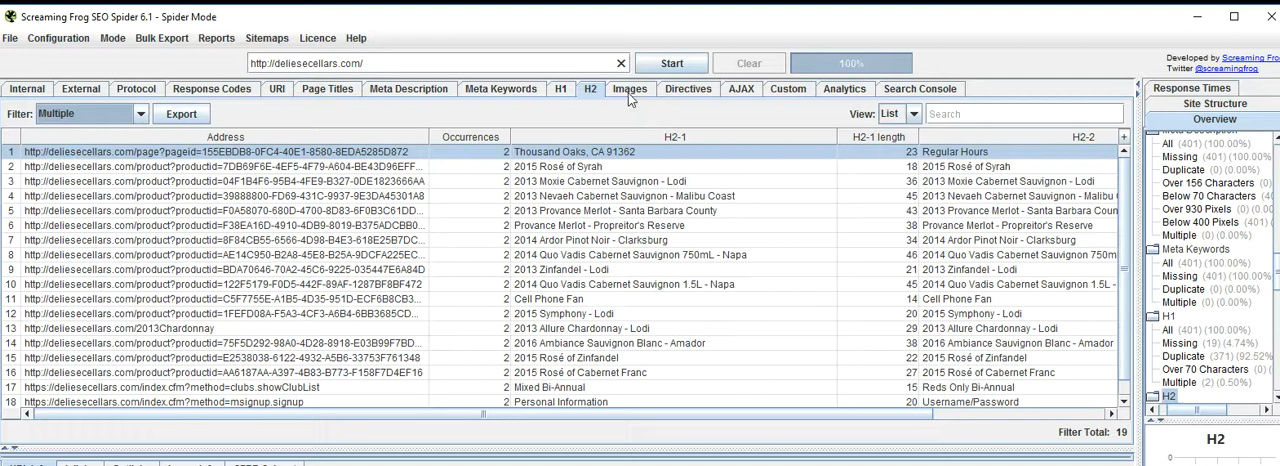 Screaming Frog SEO Spider 6.1 - Spider Mode
File Configuration Mode Bulk Export Reports Sitemaps Licence Help
http://deliesecellars.com/ Start Clear 100% Developed by Screaming Fro
Twitter @screamingfrog
Internal External Protocol Response Codes URI Page Titles Meta Description Meta Keywords H1 H2 Images Directives AJAX Custom Analytics Search Console
Filter: Multiple Export View: List Search
Address Occurrences H2-1 H2-1 length H2-2
1 http://deliesecellars.com/page?pageid=155EBDB8-0FC4-40E1-8580-8EDA5285D872 2 Thousand Oaks, CA 91362 23 Regular Hours
2 http://deliesecellars.com/product?productid=7DB69F6E-4EF5-4F79-A604-BE43D96EFF... 2 2015 Rosé of Syrah 18 2015 Rosé of Syrah
3 http://deliesecellars.com/product?productid=04F1B4F6-95B4-4FE9-B327-0DE1823666AA 2 2013 Moxie Cabernet Sauvignon - Lodi 36 2013 Moxie Cabernet Sauvignon - Lodi
4 http://deliesecellars.com/product?productid=39888800-FD69-431C-9937-9E3DA45301A8 2 2013 Nevaeh Cabernet Sauvignon - Malibu Coast 45 2013 Nevaeh Cabernet Sauvignon - Malibu C
5 http://deliesecellars.com/product?productid=F0A58070-680D-4700-8D83-6F0B3C61DD... 2 2013 Provance Merlot - Santa Barbara County 43 2013 Provance Merlot - Santa Barbara Coun
6 http://deliesecellars.com/product?productid=F38EA16D-4910-4DB9-8019-B375ADCBB0... 2 Provance Merlot - Propreitor's Reserve 38 Provance Merlot - Propreitor's Reserve
7 http://deliesecellars.com/product?productid=8F84CB55-6566-4D98-B4E3-618E25B7DC... 2 2014 Ardor Pinot Noir - Clarksburg 34 2014 Ardor Pinot Noir - Clarksburg
8 http://deliesecellars.com/product?productid=AE14C950-B2A8-45E8-B25A-9DCFA225EC... 2 2014 Quo Vadis Cabernet Sauvignon 750mL - Napa 46 2014 Quo Vadis Cabernet Sauvignon 750m
9 http://deliesecellars.com/product?productid=BDA70646-70A2-45C6-9225-035447E6A84D 2 2013 Zinfandel - Lodi 21 2013 Zinfandel - Lodi
10 http://deliesecellars.com/product?productid=122F5179-F0D5-442F-89AF-1287BF8BF472 2 2014 Quo Vadis Cabernet Sauvignon 1.5L - Napa 45 2014 Quo Vadis Cabernet Sauvignon 1.5L -
11 http://deliesecellars.com/product?productid=C5F7755E-A1B5-4D35-951D-ECF6B8CB3... 2 Cell Phone Fan 14 Cell Phone Fan
12 http://deliesecellars.com/product?productid=1FEFD08A-F5A3-4CF3-A6B4-6BB3685CD... 2 2015 Symphony - Lodi 20 2015 Symphony - Lodi
13 http://deliesecellars.com/2013Chardonnay 2 2013 Allure Chardonnay - Lodi 29 2013 Allure Chardonnay - Lodi
14 http://deliesecellars.com/product?productid=75F5D292-98A0-4D28-8918-E03B99F7BD... 2 2016 Ambiance Sauvignon Blanc - Amador 38 2016 Ambiance Sauvignon Blanc - Amador
15 http://deliesecellars.com/product?productid=E2538038-6122-4932-A5B6-33753F761348 2 2015 Rosé of Zinfandel 22 2015 Rosé of Zinfandel
16 http://deliesecellars.com/product?productid=AA6187AA-A397-4B83-B773-F158F7D4EF16 2 2015 Rosé of Cabernet Franc 27 2015 Rosé of Cabernet Franc
17 https://deliesecellars.com/index.cfm?method=clubs.showClubList 2 Mixed Bi-Annual 15 Reds Only Bi-Annual
18 https://deliesecellars.com/index.cfm?method=msignup.signup 2 Personal Information 20 Username/Password
Filter Total: 19
Response Times
Site Structure
Overview
All (401) (100.00%)
Missing (401) (100.00%)
Duplicate (0) (0.00%)
Over 156 Characters (0)
Below 70 Characters (0)
Over 930 Pixels (0) (0.0
Below 400 Pixels (0) (0.
Multiple (0) (0.00%)
Meta Keywords
All (401) (100.00%)
Missing (401) (100.00%)
Duplicate (0) (0.00%)
Multiple (0) (0.00%)
H1
All (401) (100.00%)
Missing (19) (4.74%)
Duplicate (371) (92.52%
Over 70 Characters (0)
Multiple (2) (0.50%)
H2
H2
0